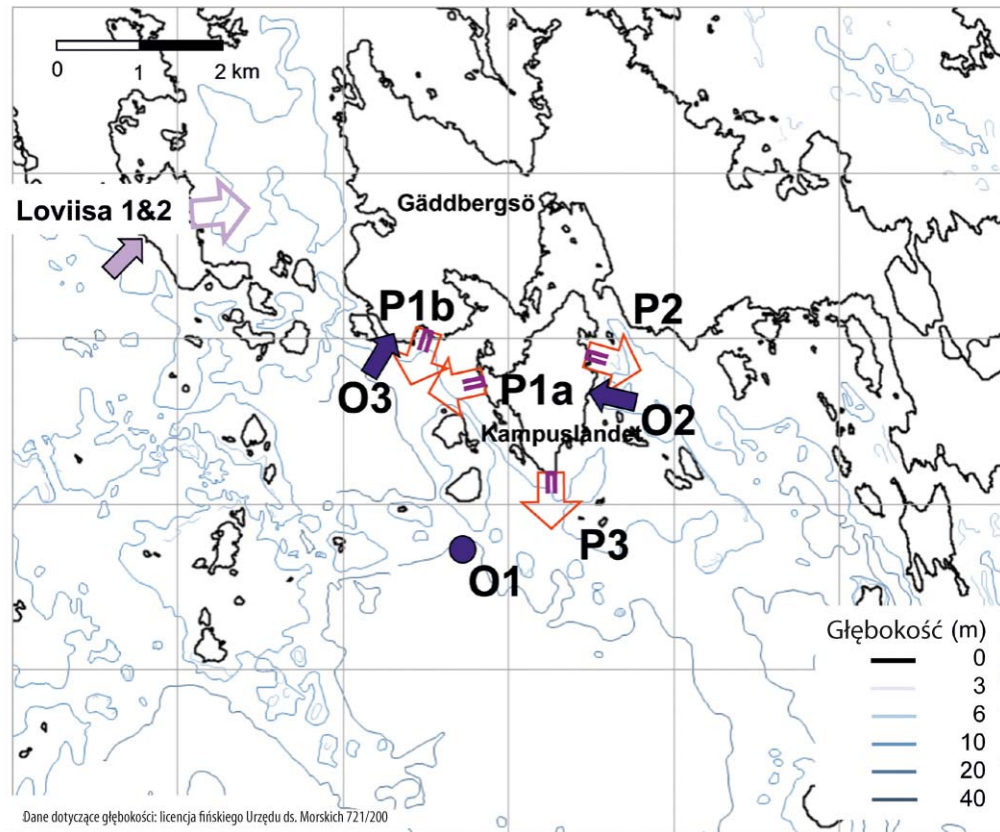 0 1 2 km
Loviisa 1&2
Gäddbergsö
P1b
P2
O3
P1a
O2
Kampuslandet
P3
O1
Głębokość (m)
0
3
6
10
20
40
Dane dotyczące głębokości: licencja fińskiego Urzędu ds. Morskich 721/200